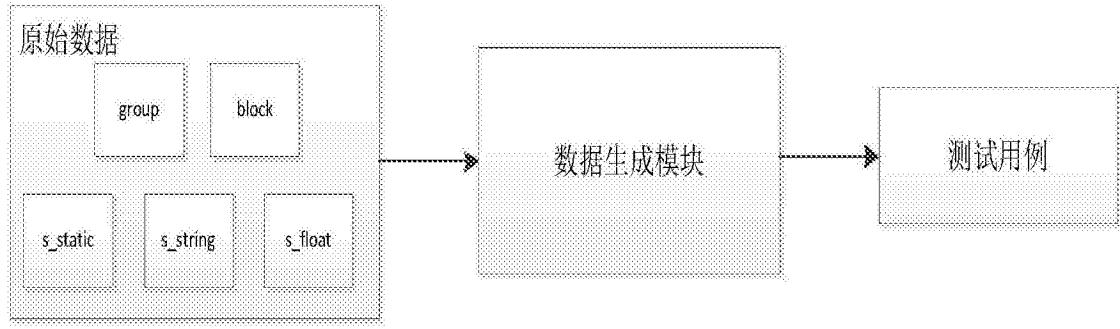 原始数据
group
block
数据生成模块
测试用例
s_static
s_string
s_float